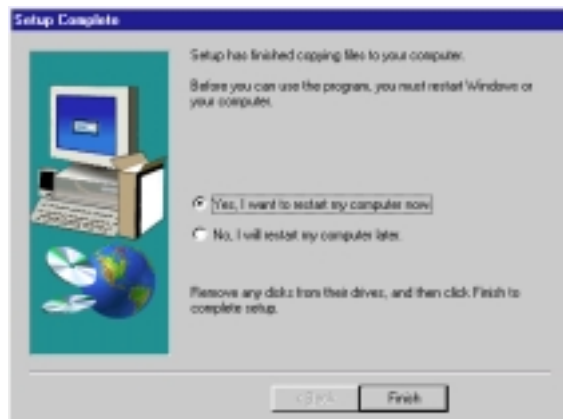 Setup Complete
Setup has finished copying files to your computer.
Before you can use the program, you must restart Windows or
your computer.
Yes, I want to restart my computer now.
No, I will restart my computer later.
Remove any disks from their drives, and then click Finish to
complete setup.
< Back
Finish